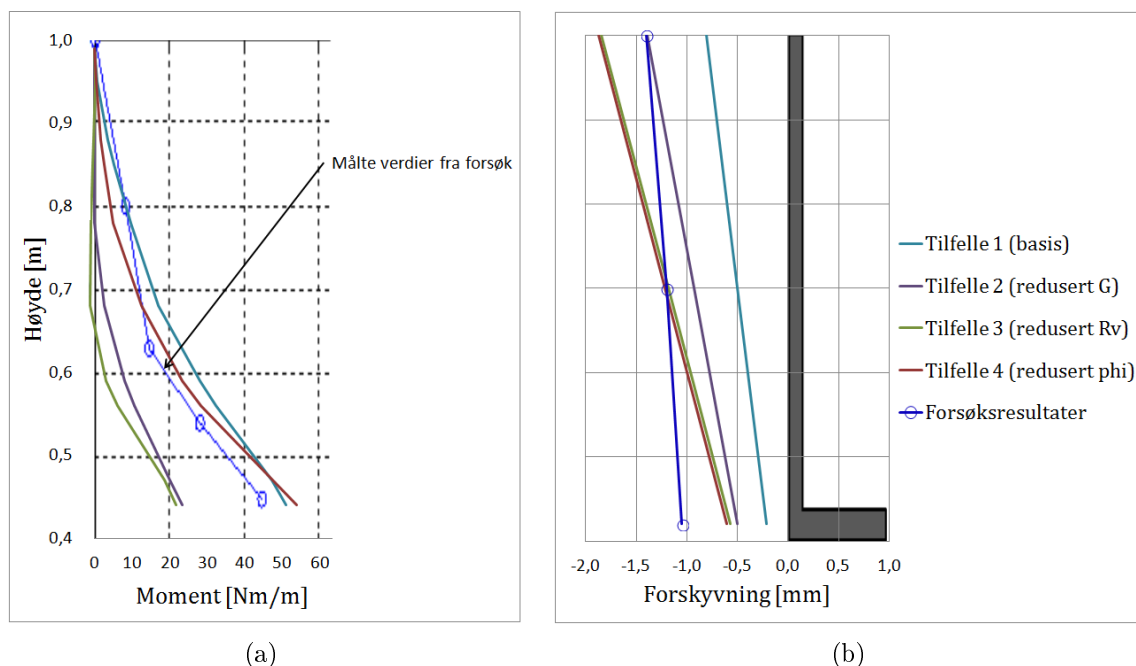 1,0
0,9
0,8
0,7
0,6
0,5
0,4
Høyde [m]
Målte verdier fra forsøk
0 10 20 30 40 50 60
Moment [Nm/m]
(a)
-2,0 -1,5 -1,0 -0,5 0,0 0,5 1,0
Forskyvning [mm]
Tilfelle 1 (basis)
Tilfelle 2 (redusert G)
Tilfelle 3 (redusert Rv)
Tilfelle 4 (redusert phi)
Forsøksresultater
(b)